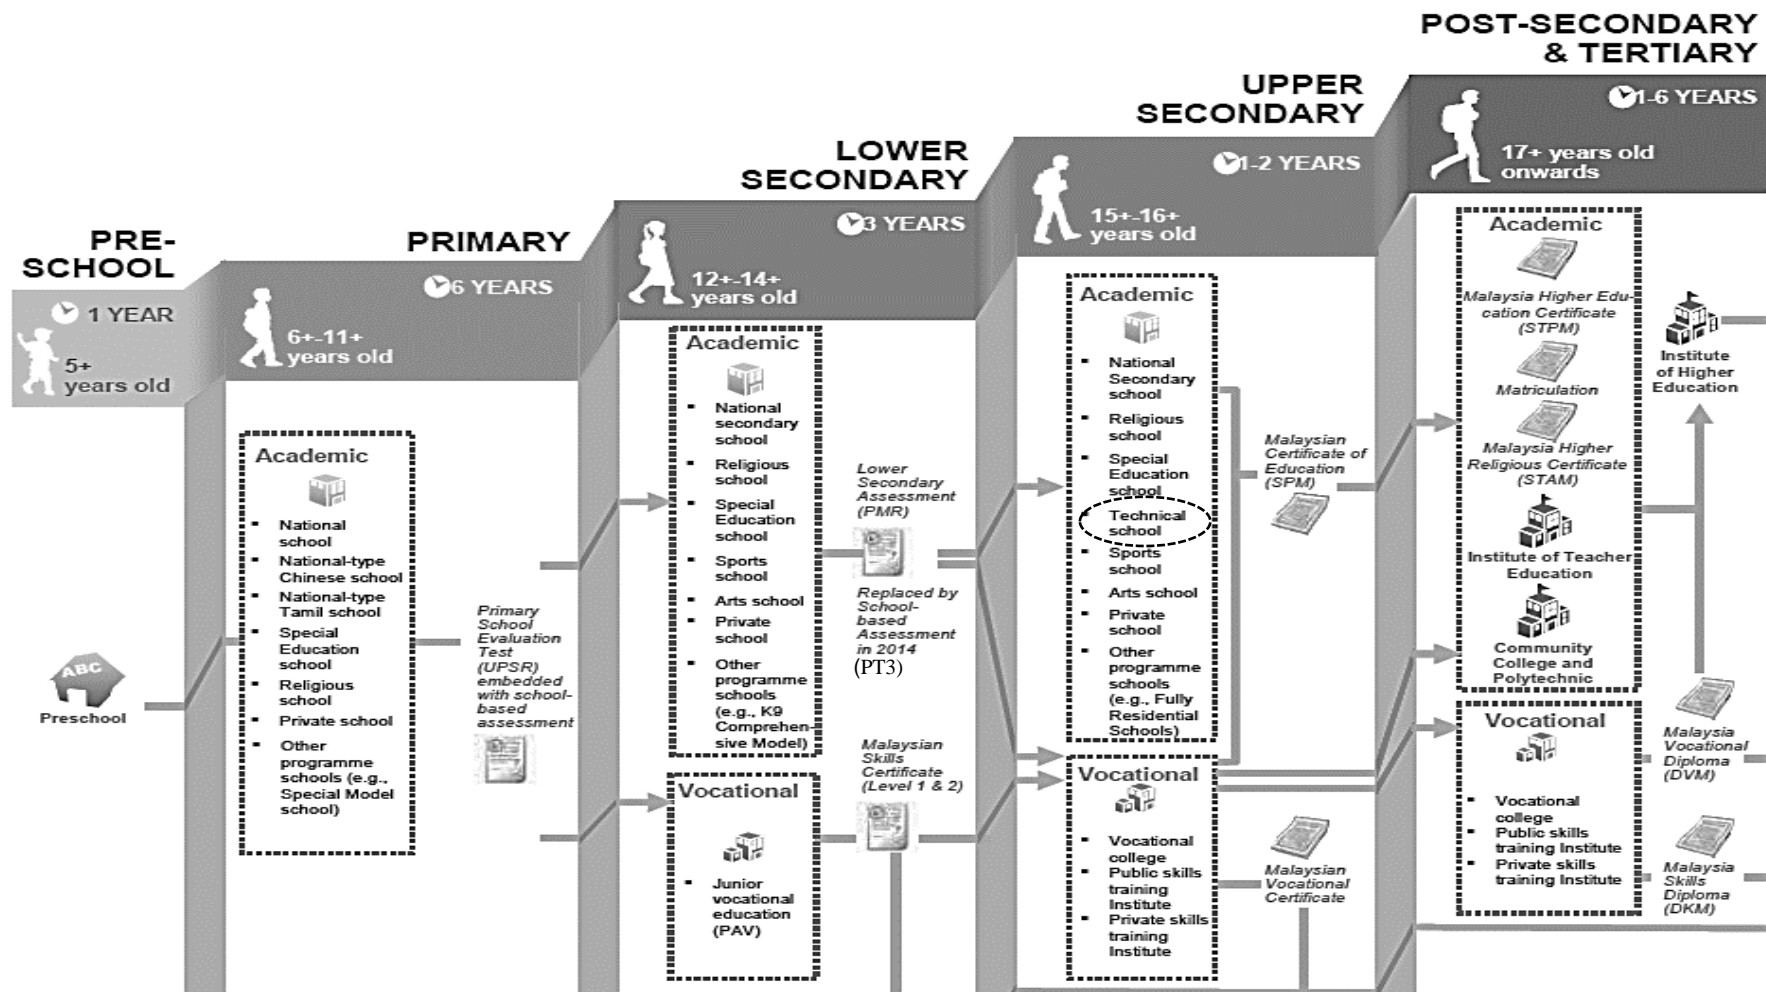 PRE-
SCHOOL
1 YEAR
5+
years old
ABC
Preschool
PRIMARY
6 YEARS
6+-11+
years old
Academic
▪ National
school
▪ National-type
Chinese school
▪ National-type
Tamil school
▪ Special
Education
school
▪ Religious
school
▪ Private school
▪ Other
programme
schools (e.g.,
Special Model
school)
Primary
School
Evaluation
Test
(UPSR)
embedded
with school-
based
assessment
LOWER
SECONDARY
3 YEARS
12+-14+
years old
Academic
▪ National
secondary
school
▪ Religious
school
▪ Special
Education
school
▪ Sports
school
▪ Arts school
▪ Private
school
▪ Other
programme
schools
(e.g., K9
Comprehen-
sive Model)
Lower
Secondary
Assessment
(PMR)
Replaced by
School-
based
Assessment
in 2014
(PT3)
Vocational
▪ Junior
vocational
education
(PAV)
Malaysian
Skills
Certificate
(Level 1 & 2)
UPPER
SECONDARY
1-2 YEARS
15+-16+
years old
Academic
▪ National
Secondary
school
▪ Religious
school
▪ Special
Education
school
▪ Technical
school
▪ Sports
school
▪ Arts school
▪ Private
school
▪ Other
programme
schools
(e.g., Fully
Residential
Schools)
Malaysian
Certificate of
Education
(SPM)
Vocational
▪ Vocational
college
▪ Public skills
training
Institute
▪ Private skills
training
Institute
Malaysian
Vocational
Certificate
POST-SECONDARY
& TERTIARY
1-6 YEARS
17+ years old
onwards
Academic
Malaysia Higher Edu-
cation Certificate
(STPM)
Matriculation
Malaysia Higher
Religious Certificate
(STAM)
Institute of Teacher
Education
Community
College and
Polytechnic
Institute
of Higher
Education
Vocational
▪ Vocational
college
▪ Public skills
training Institute
▪ Private skills
training Institute
Malaysia
Vocational
Diploma
(DVM)
Malaysia
Skills
Diploma
(DKM)